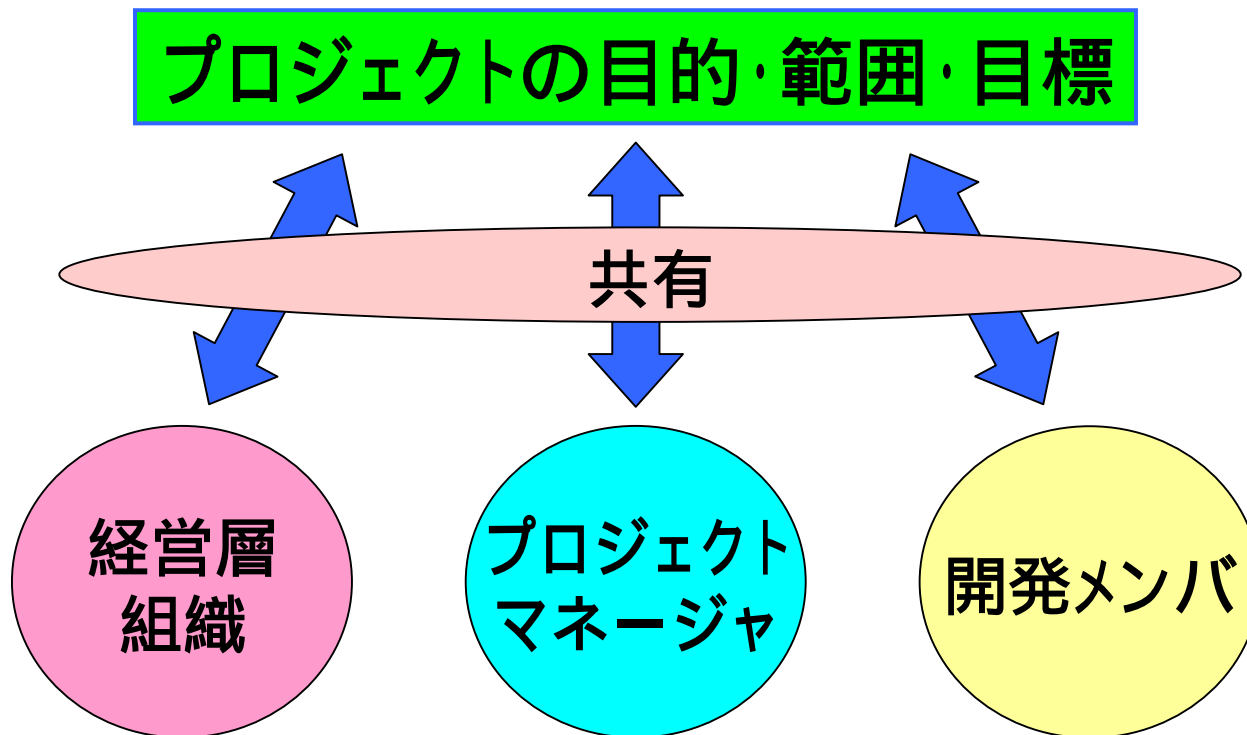 プロジェクトの目的・範囲・目標
共有
経営層
組織
プロジェクト
マネージャ
開発メンバ